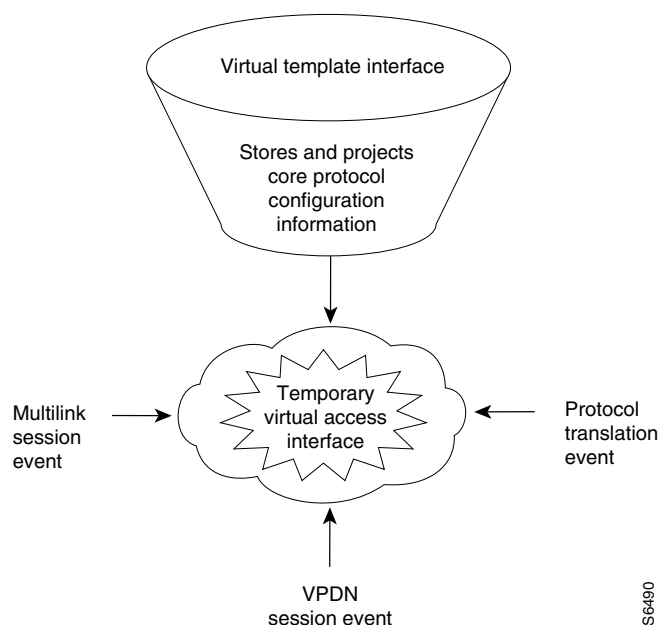 Virtual template interface
Stores and projects
core protocol
configuration
information
Temporary
virtual access
interface
Multilink
session
event
Protocol
translation
event
VPDN
session event
S6490